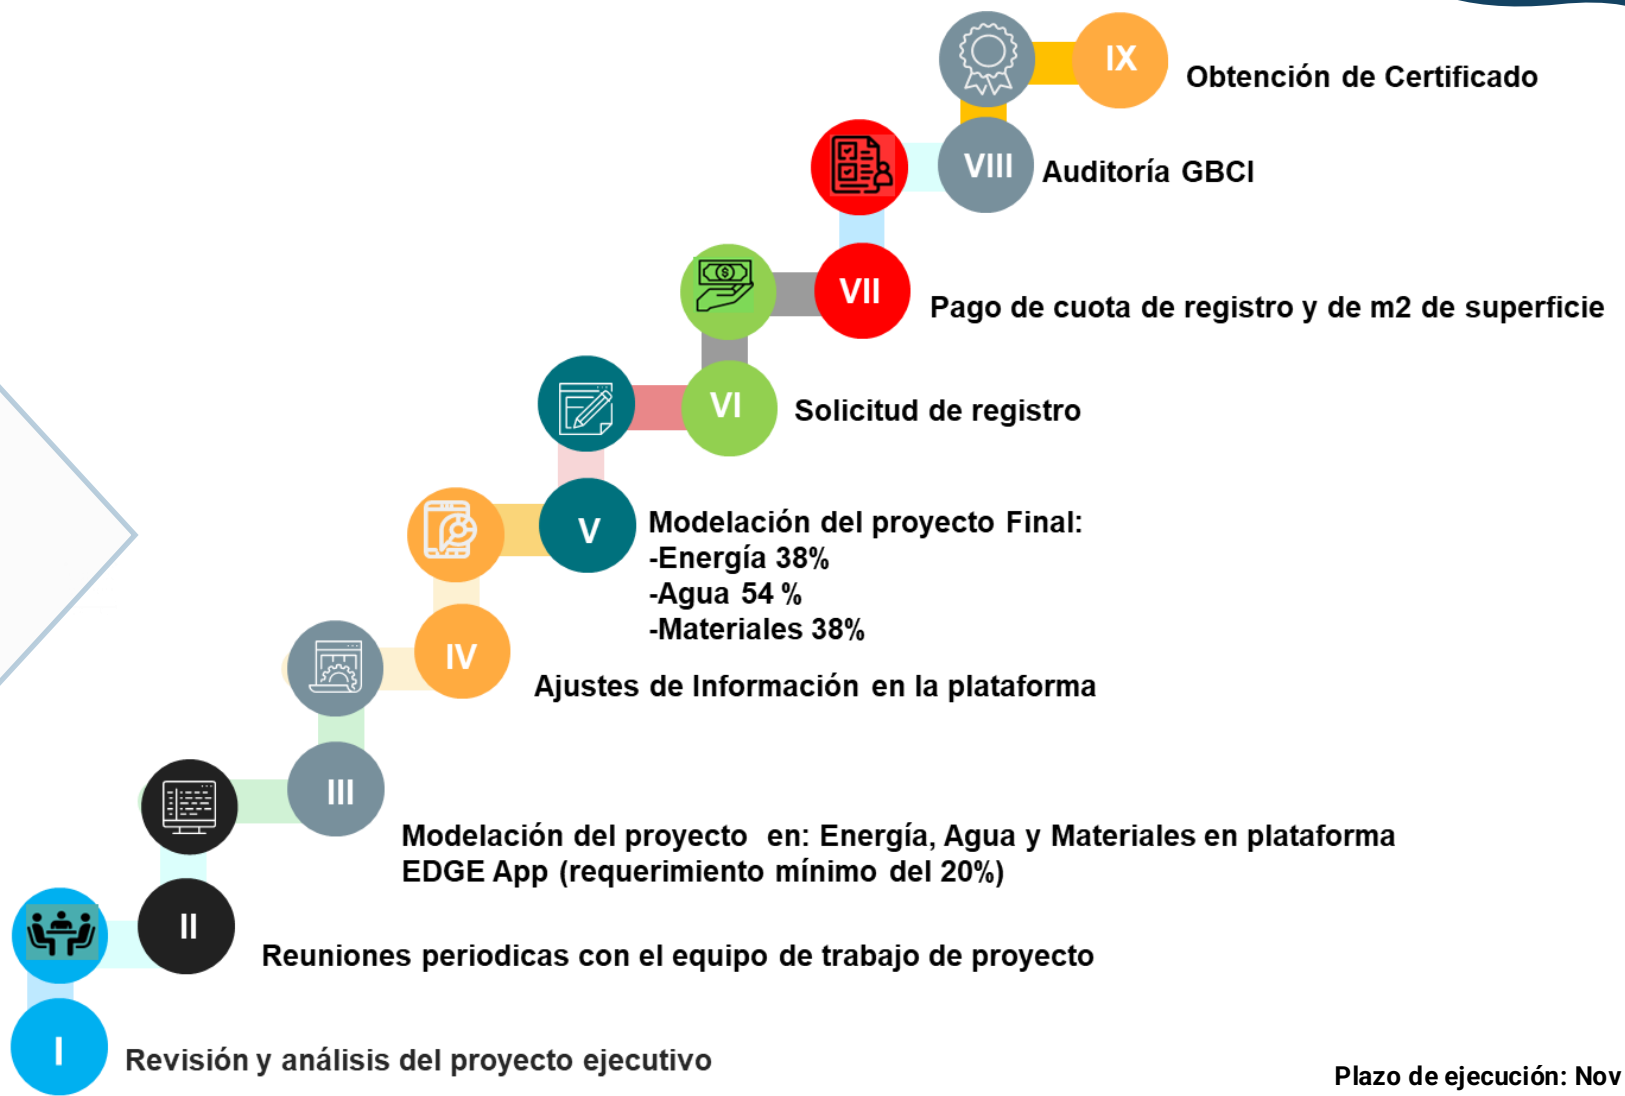 IX
Obtención de Certificado
VIII
Auditoría GBCI
VII
Pago de cuota de registro y de m2 de superficie
VI
Solicitud de registro
V
Modelación del proyecto Final:
-Energía 38%
-Agua 54 %
-Materiales 38%
IV
Ajustes de Información en la plataforma
III
Modelación del proyecto en: Energía, Agua y Materiales en plataforma
EDGE App (requerimiento mínimo del 20%)
II
Reuniones periodicas con el equipo de trabajo de proyecto
I
Revisión y análisis del proyecto ejecutivo
Plazo de ejecución: Nov